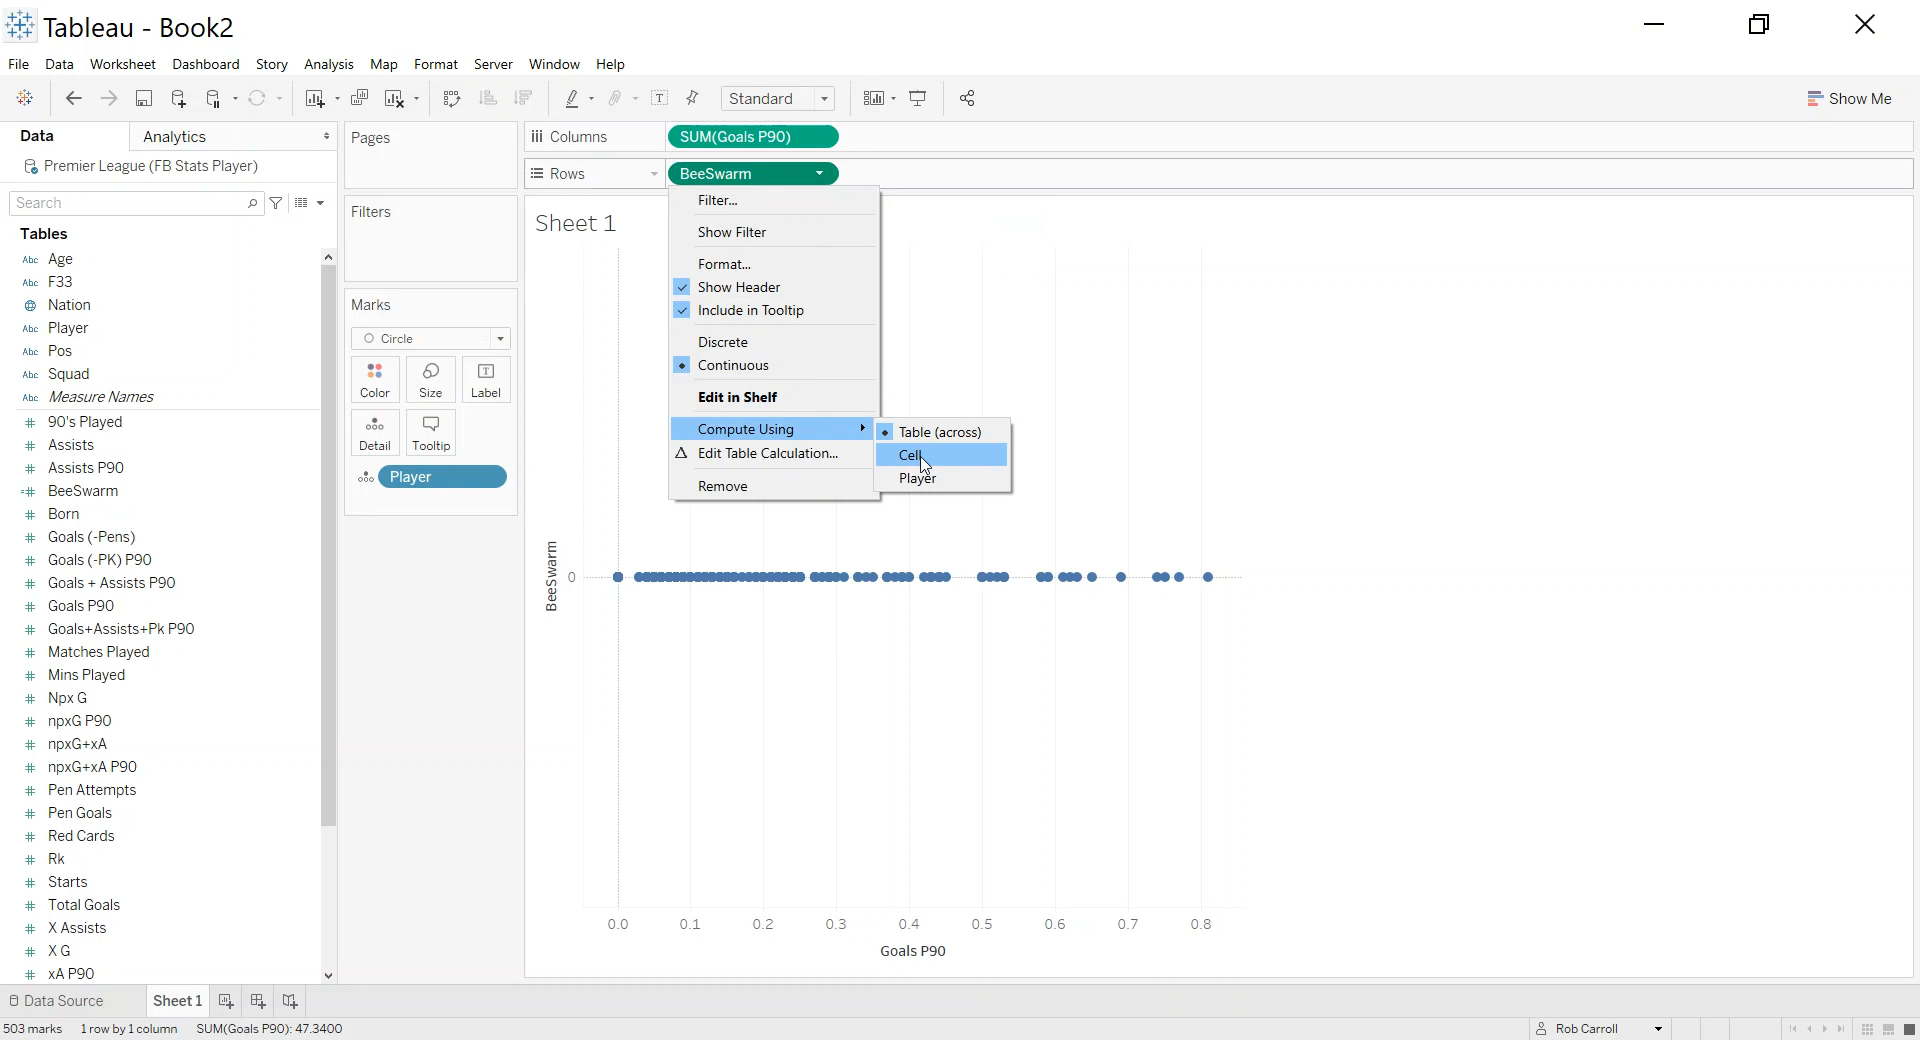 Tableau - Book2
File Data Worksheet Dashboard Story Analysis Map Format Server Window Help
Standard
Show Me
Data
Analytics
Premier League (FB Stats Player)
Search
Tables
Abc Age
Abc F33
Nation
Abc Player
Abc Pos
Abc Squad
Abc Measure Names
# 90's Played
# Assists
# Assists P90
=# BeeSwarm
# Born
# Goals (-Pens)
# Goals (-PK) P90
# Goals + Assists P90
# Goals P90
# Goals+Assists+Pk P90
# Matches Played
# Mins Played
# Npx G
# npxG P90
# npxG+xA
# npxG+xA P90
# Pen Attempts
# Pen Goals
# Red Cards
# Rk
# Starts
# Total Goals
# X Assists
# X G
# xA P90
Pages
Filters
Marks
Circle
Color Size Label
Detail Tooltip
Player
Columns SUM(Goals P90)
Rows BeeSwarm
Sheet 1
Filter...
Show Filter
Format...
Show Header
Include in Tooltip
Discrete
Continuous
Edit in Shelf
Compute Using
Edit Table Calculation...
Remove
Table (across)
Cell
Player
BeeSwarm
0
0.0 0.1 0.2 0.3 0.4 0.5 0.6 0.7 0.8
Goals P90
Data Source Sheet 1
503 marks 1 row by 1 column SUM(Goals P90): 47.3400
Rob Carroll